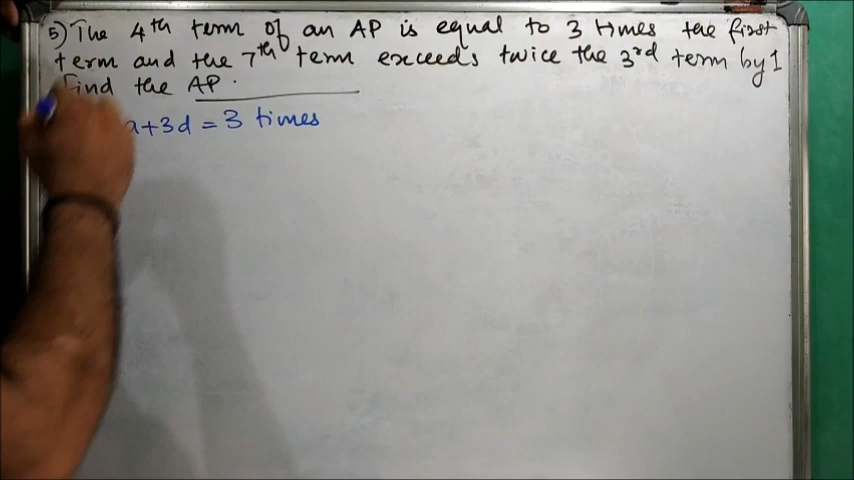 5) The 4th term of an AP is equal to 3 times the first
term and the 7th term exceeds twice the 3rd term by 1
Find the AP.
a+3d = 3 times